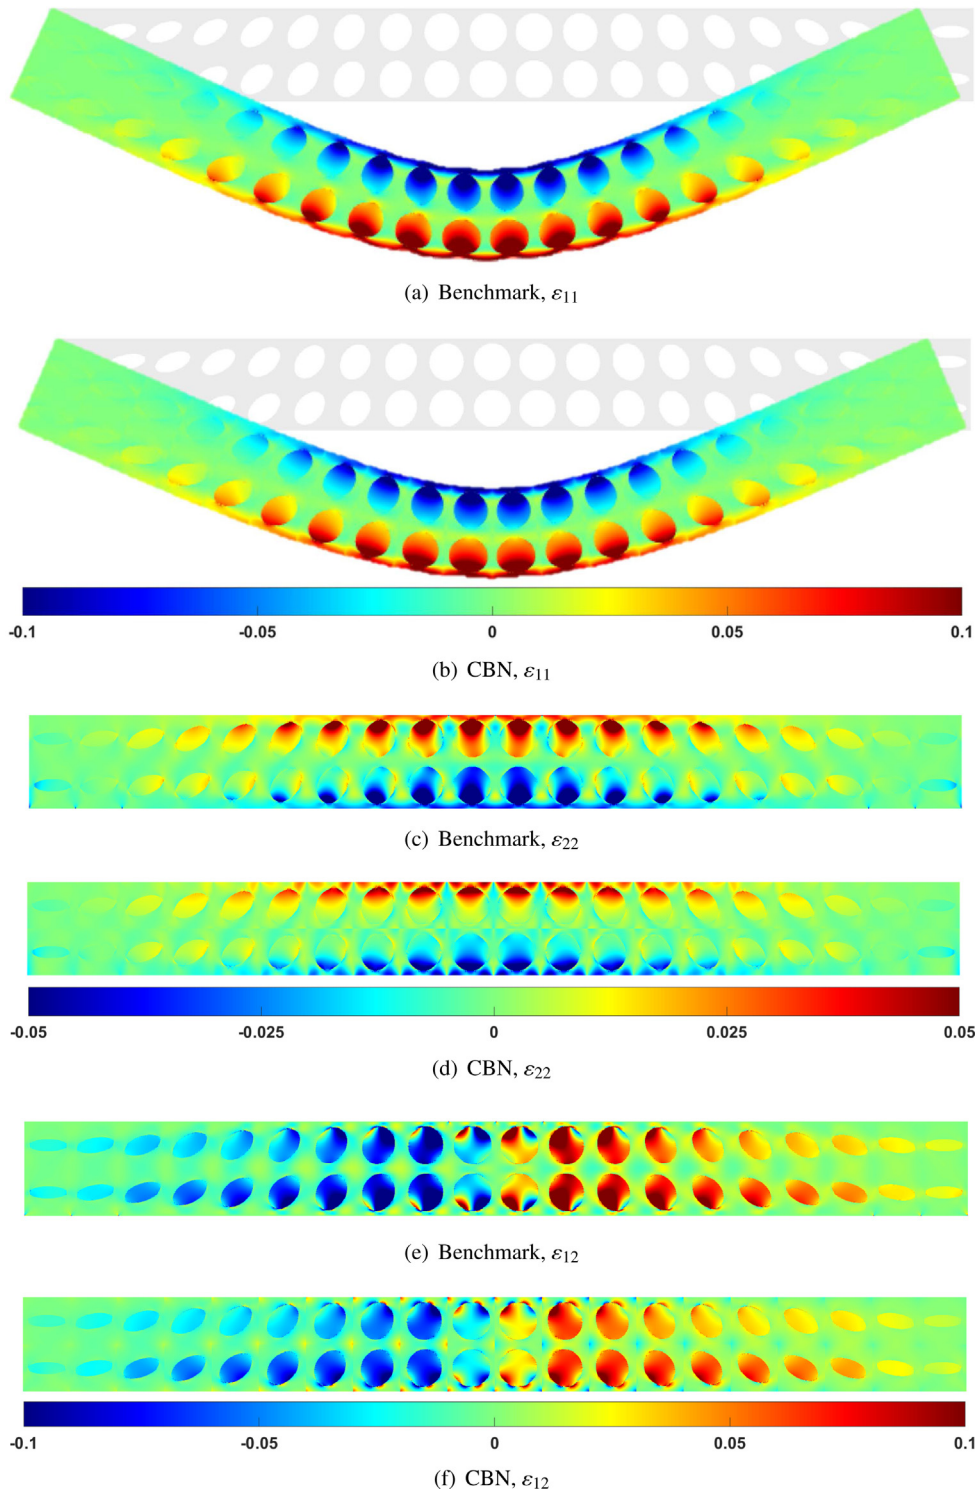 (a) Benchmark, ε₁₁
-0.1 -0.05 0 0.05 0.1
(b) CBN, ε₁₁
(c) Benchmark, ε₂₂
-0.05 -0.025 0 0.025 0.05
(d) CBN, ε₂₂
(e) Benchmark, ε₁₂
-0.1 -0.05 0 0.05 0.1
(f) CBN, ε₁₂